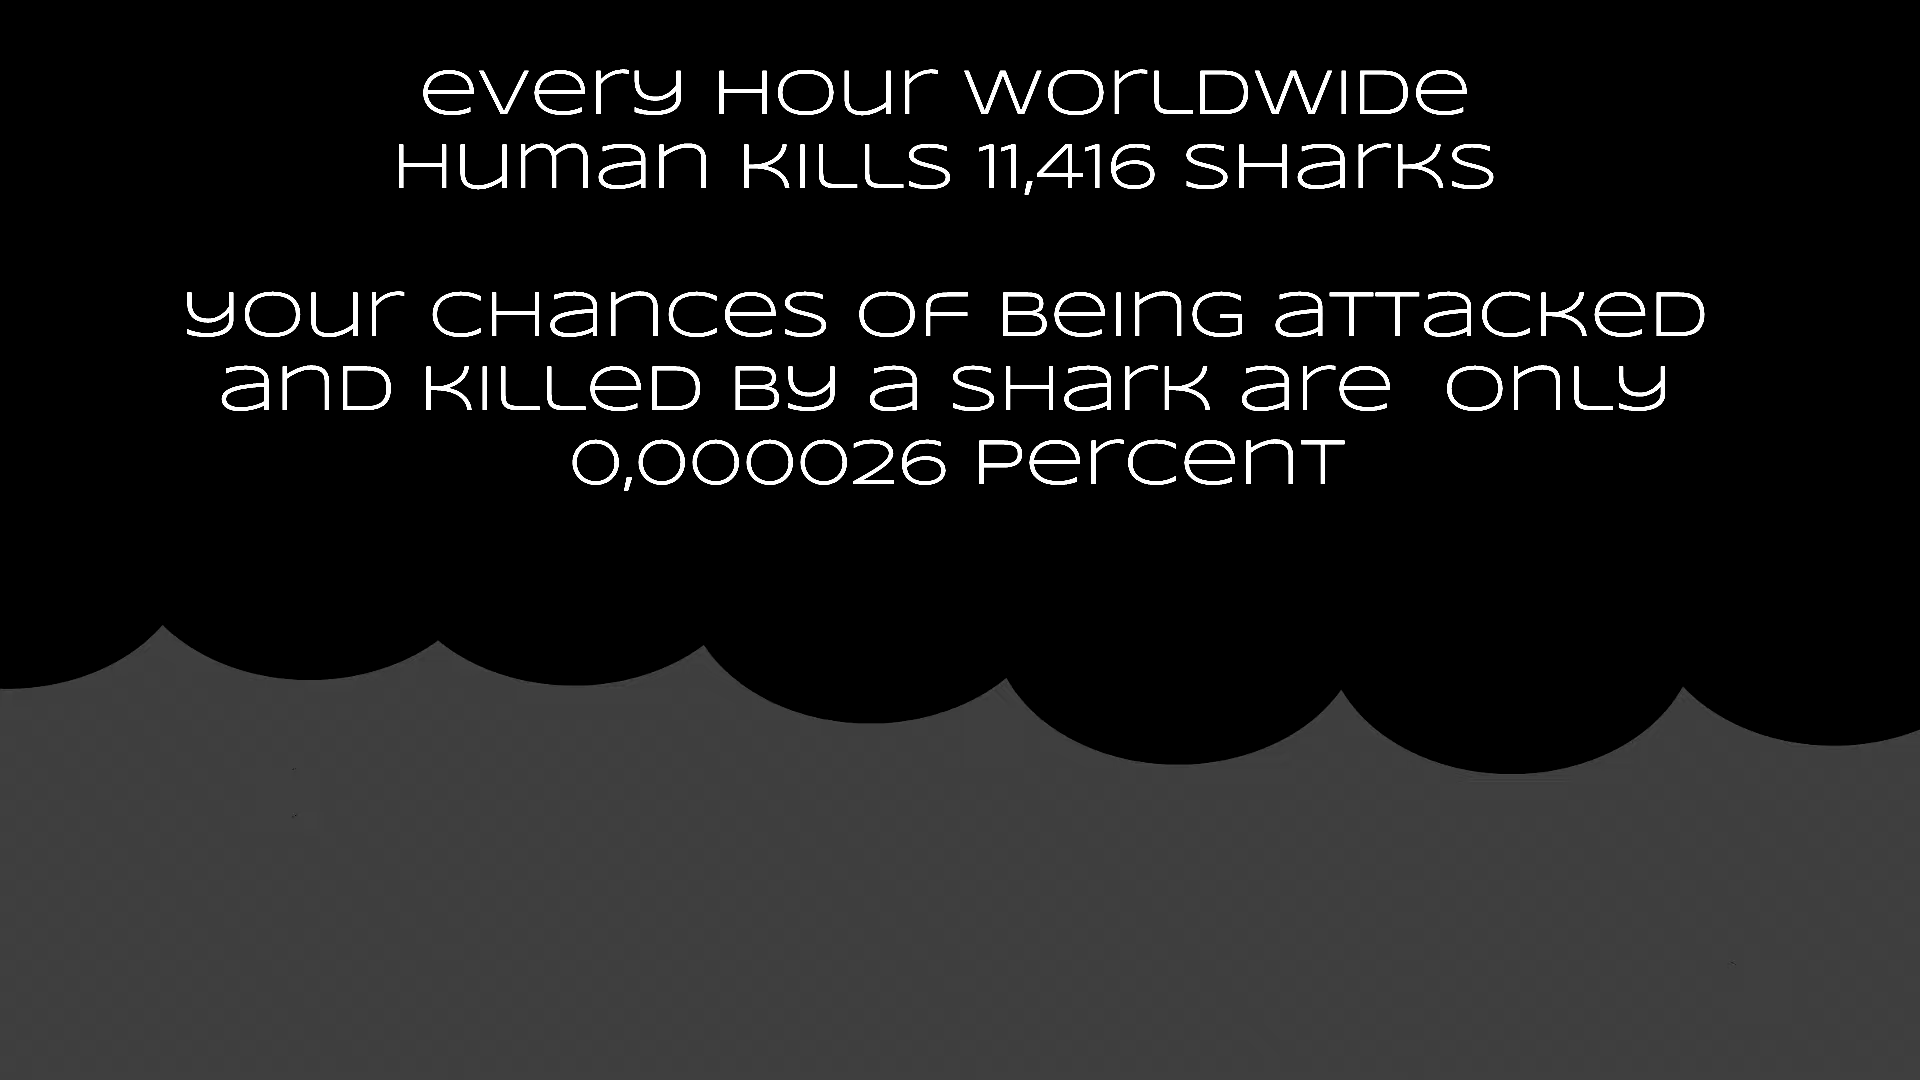 every hour worldwide
human kills 11,416 sharks
your chances of being attacked
and killed by a shark are only
0,000026 percent